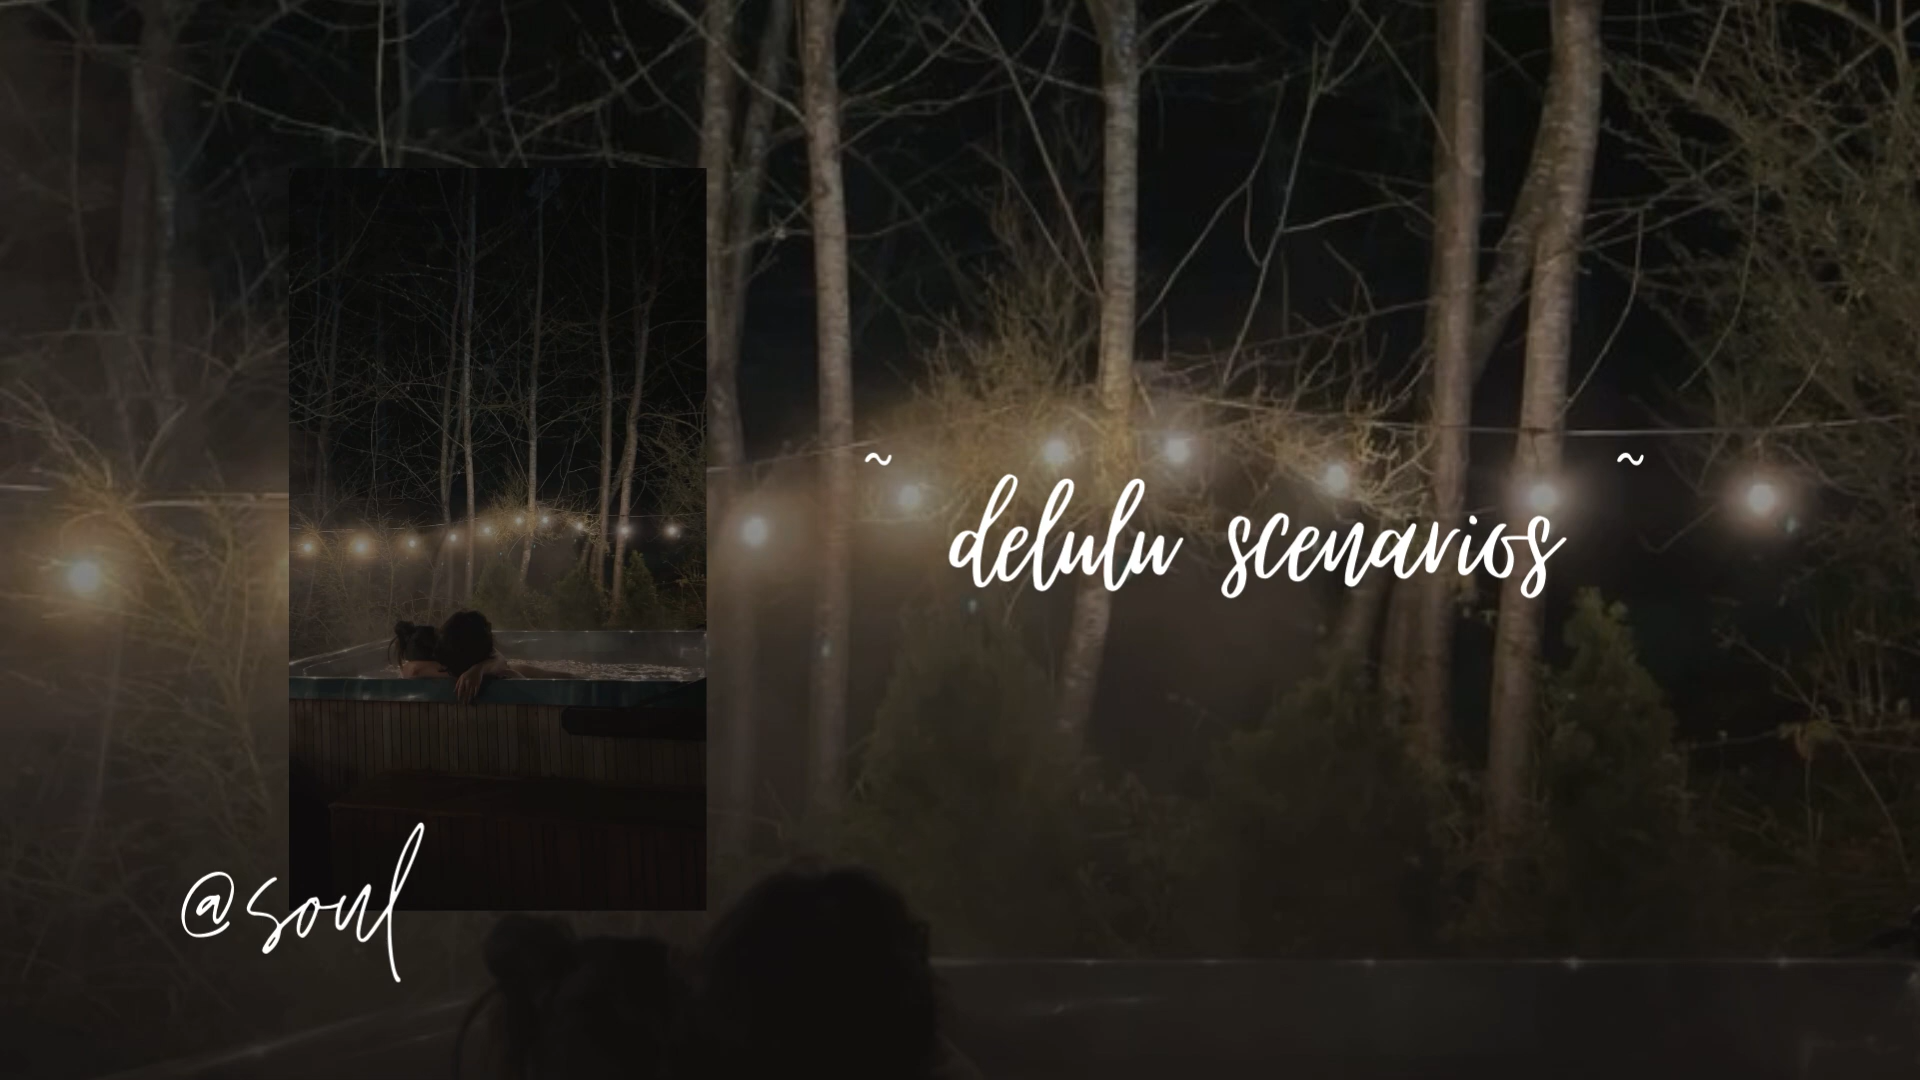 ~ ~
delulu scenarios
@soul